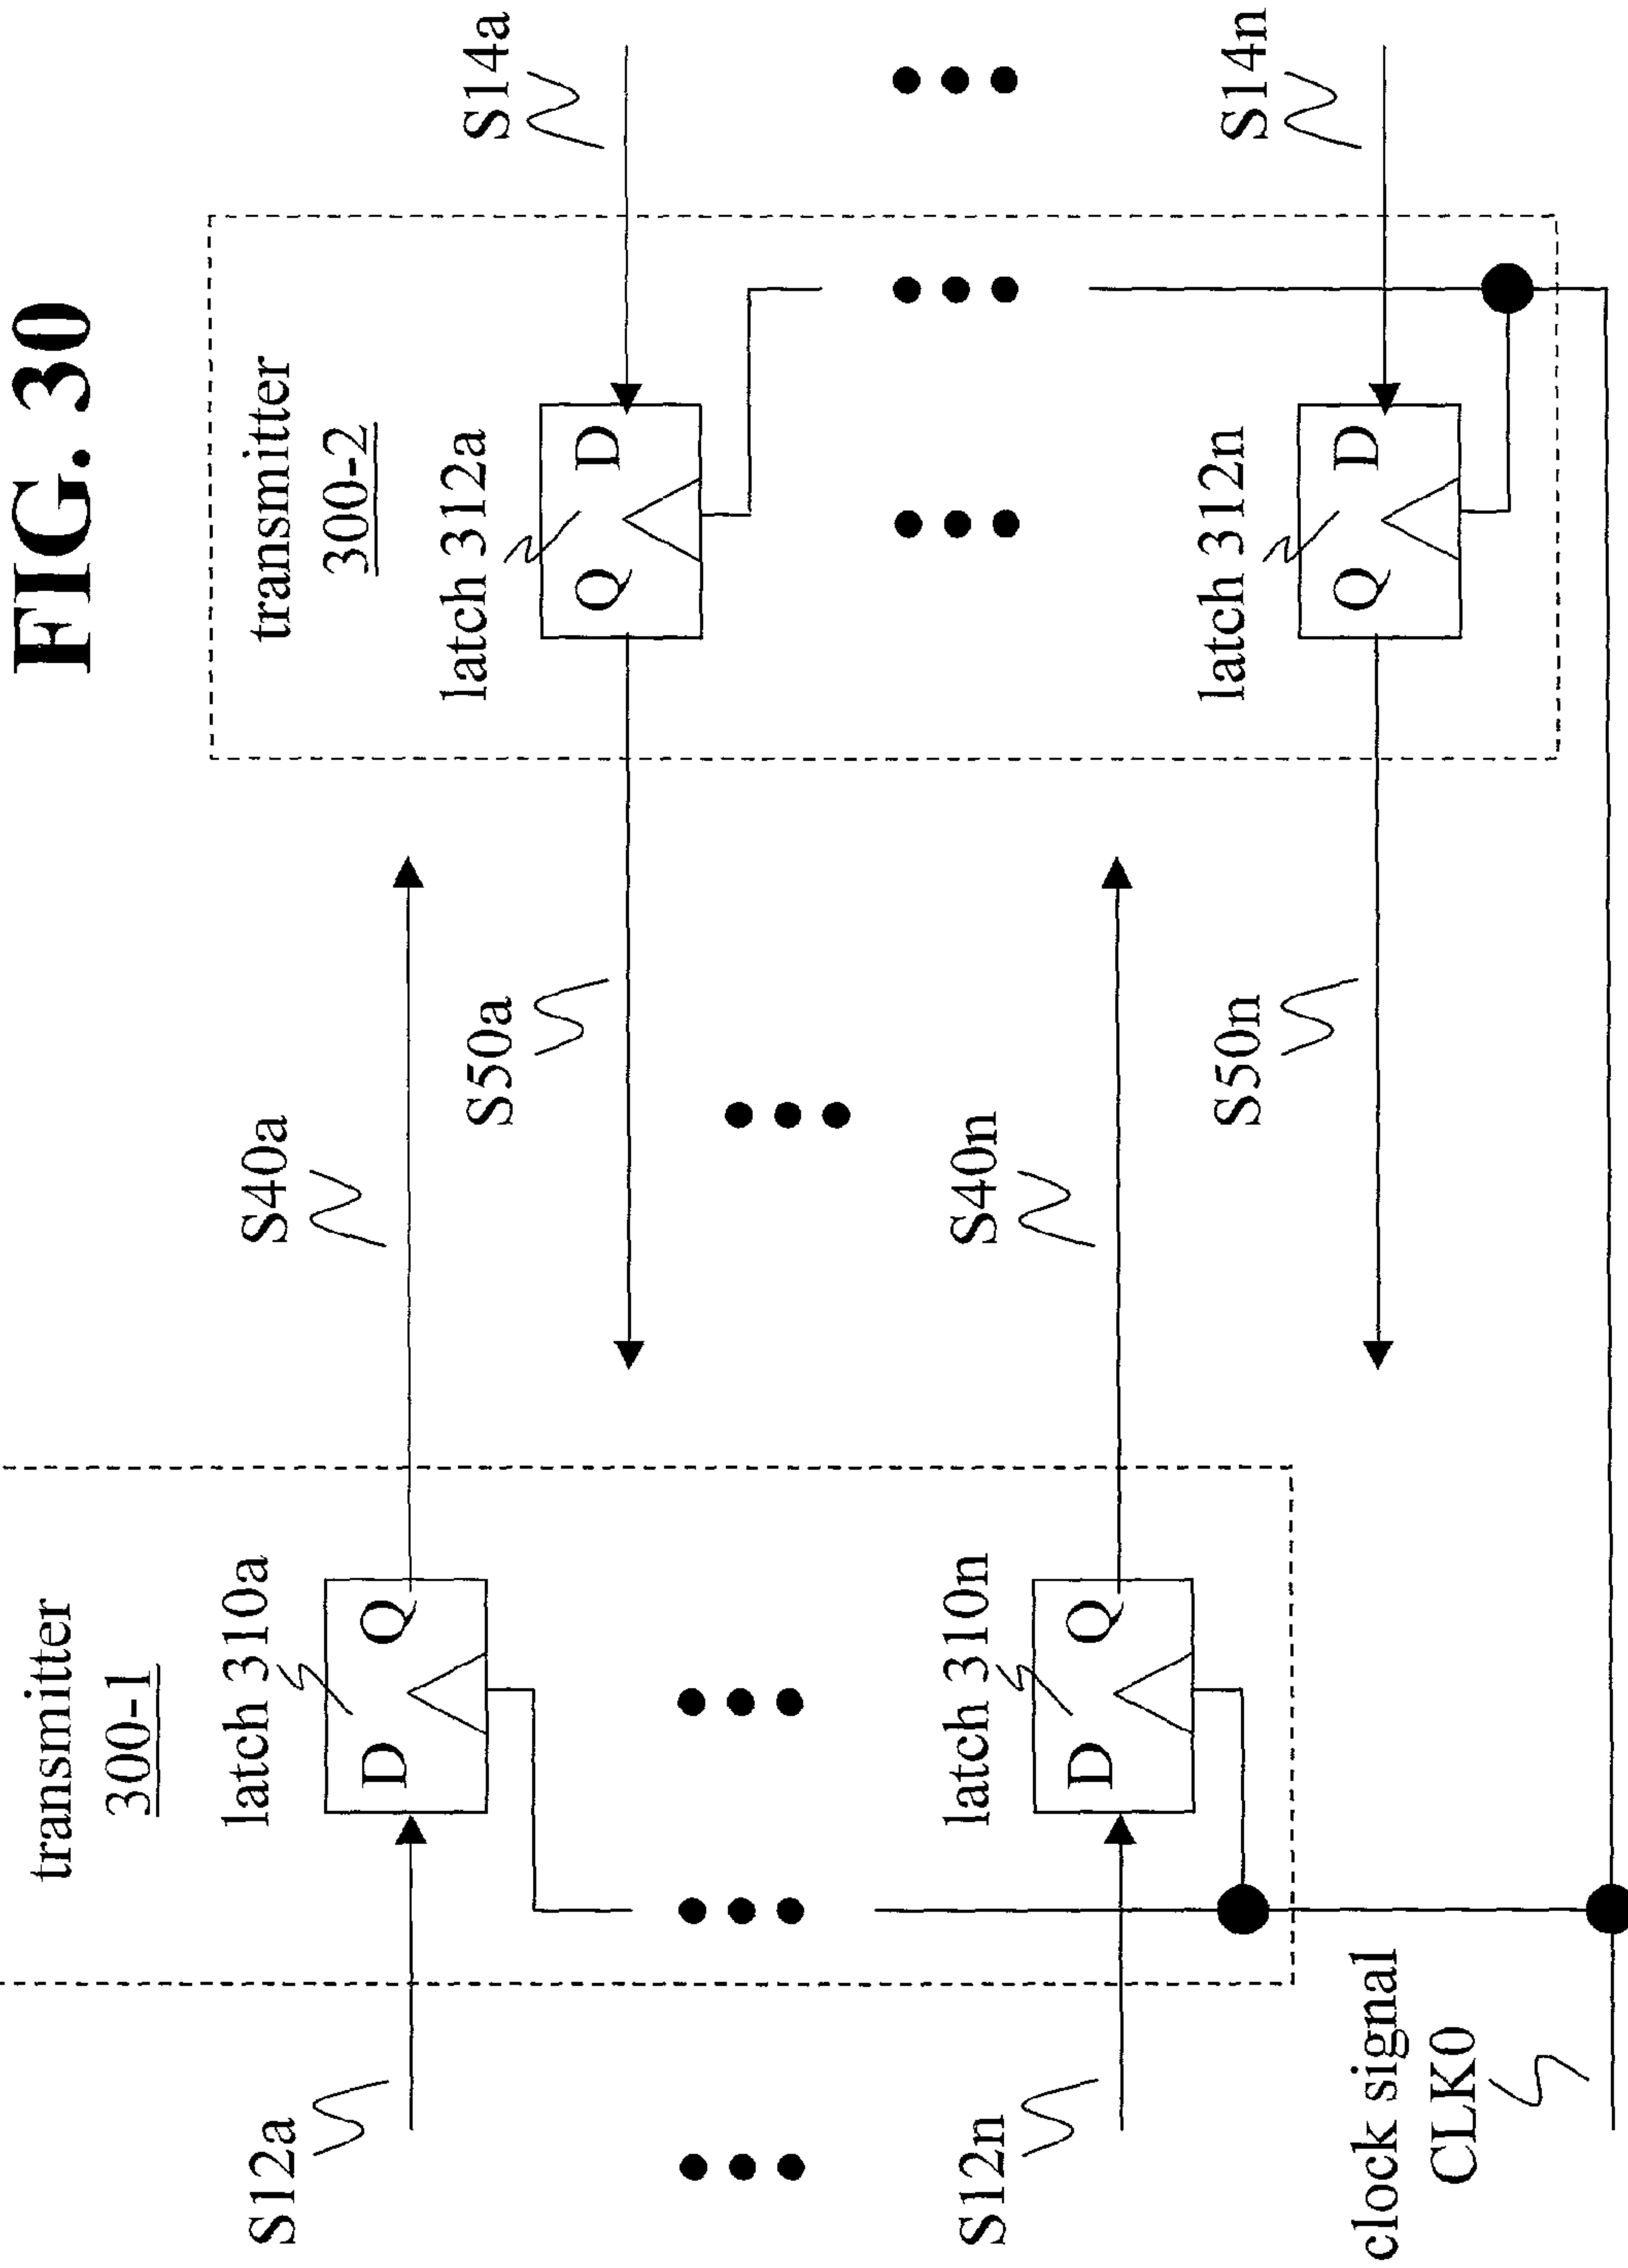 FIG. 30
transmitter
300-1
latch 310a
D Q
S12a
S40a
transmitter
300-2
latch 312a
Q D
S14a
S50a
latch 310n
D Q
S12n
S40n
latch 312n
Q D
S14n
S50n
clock signal
CLK0